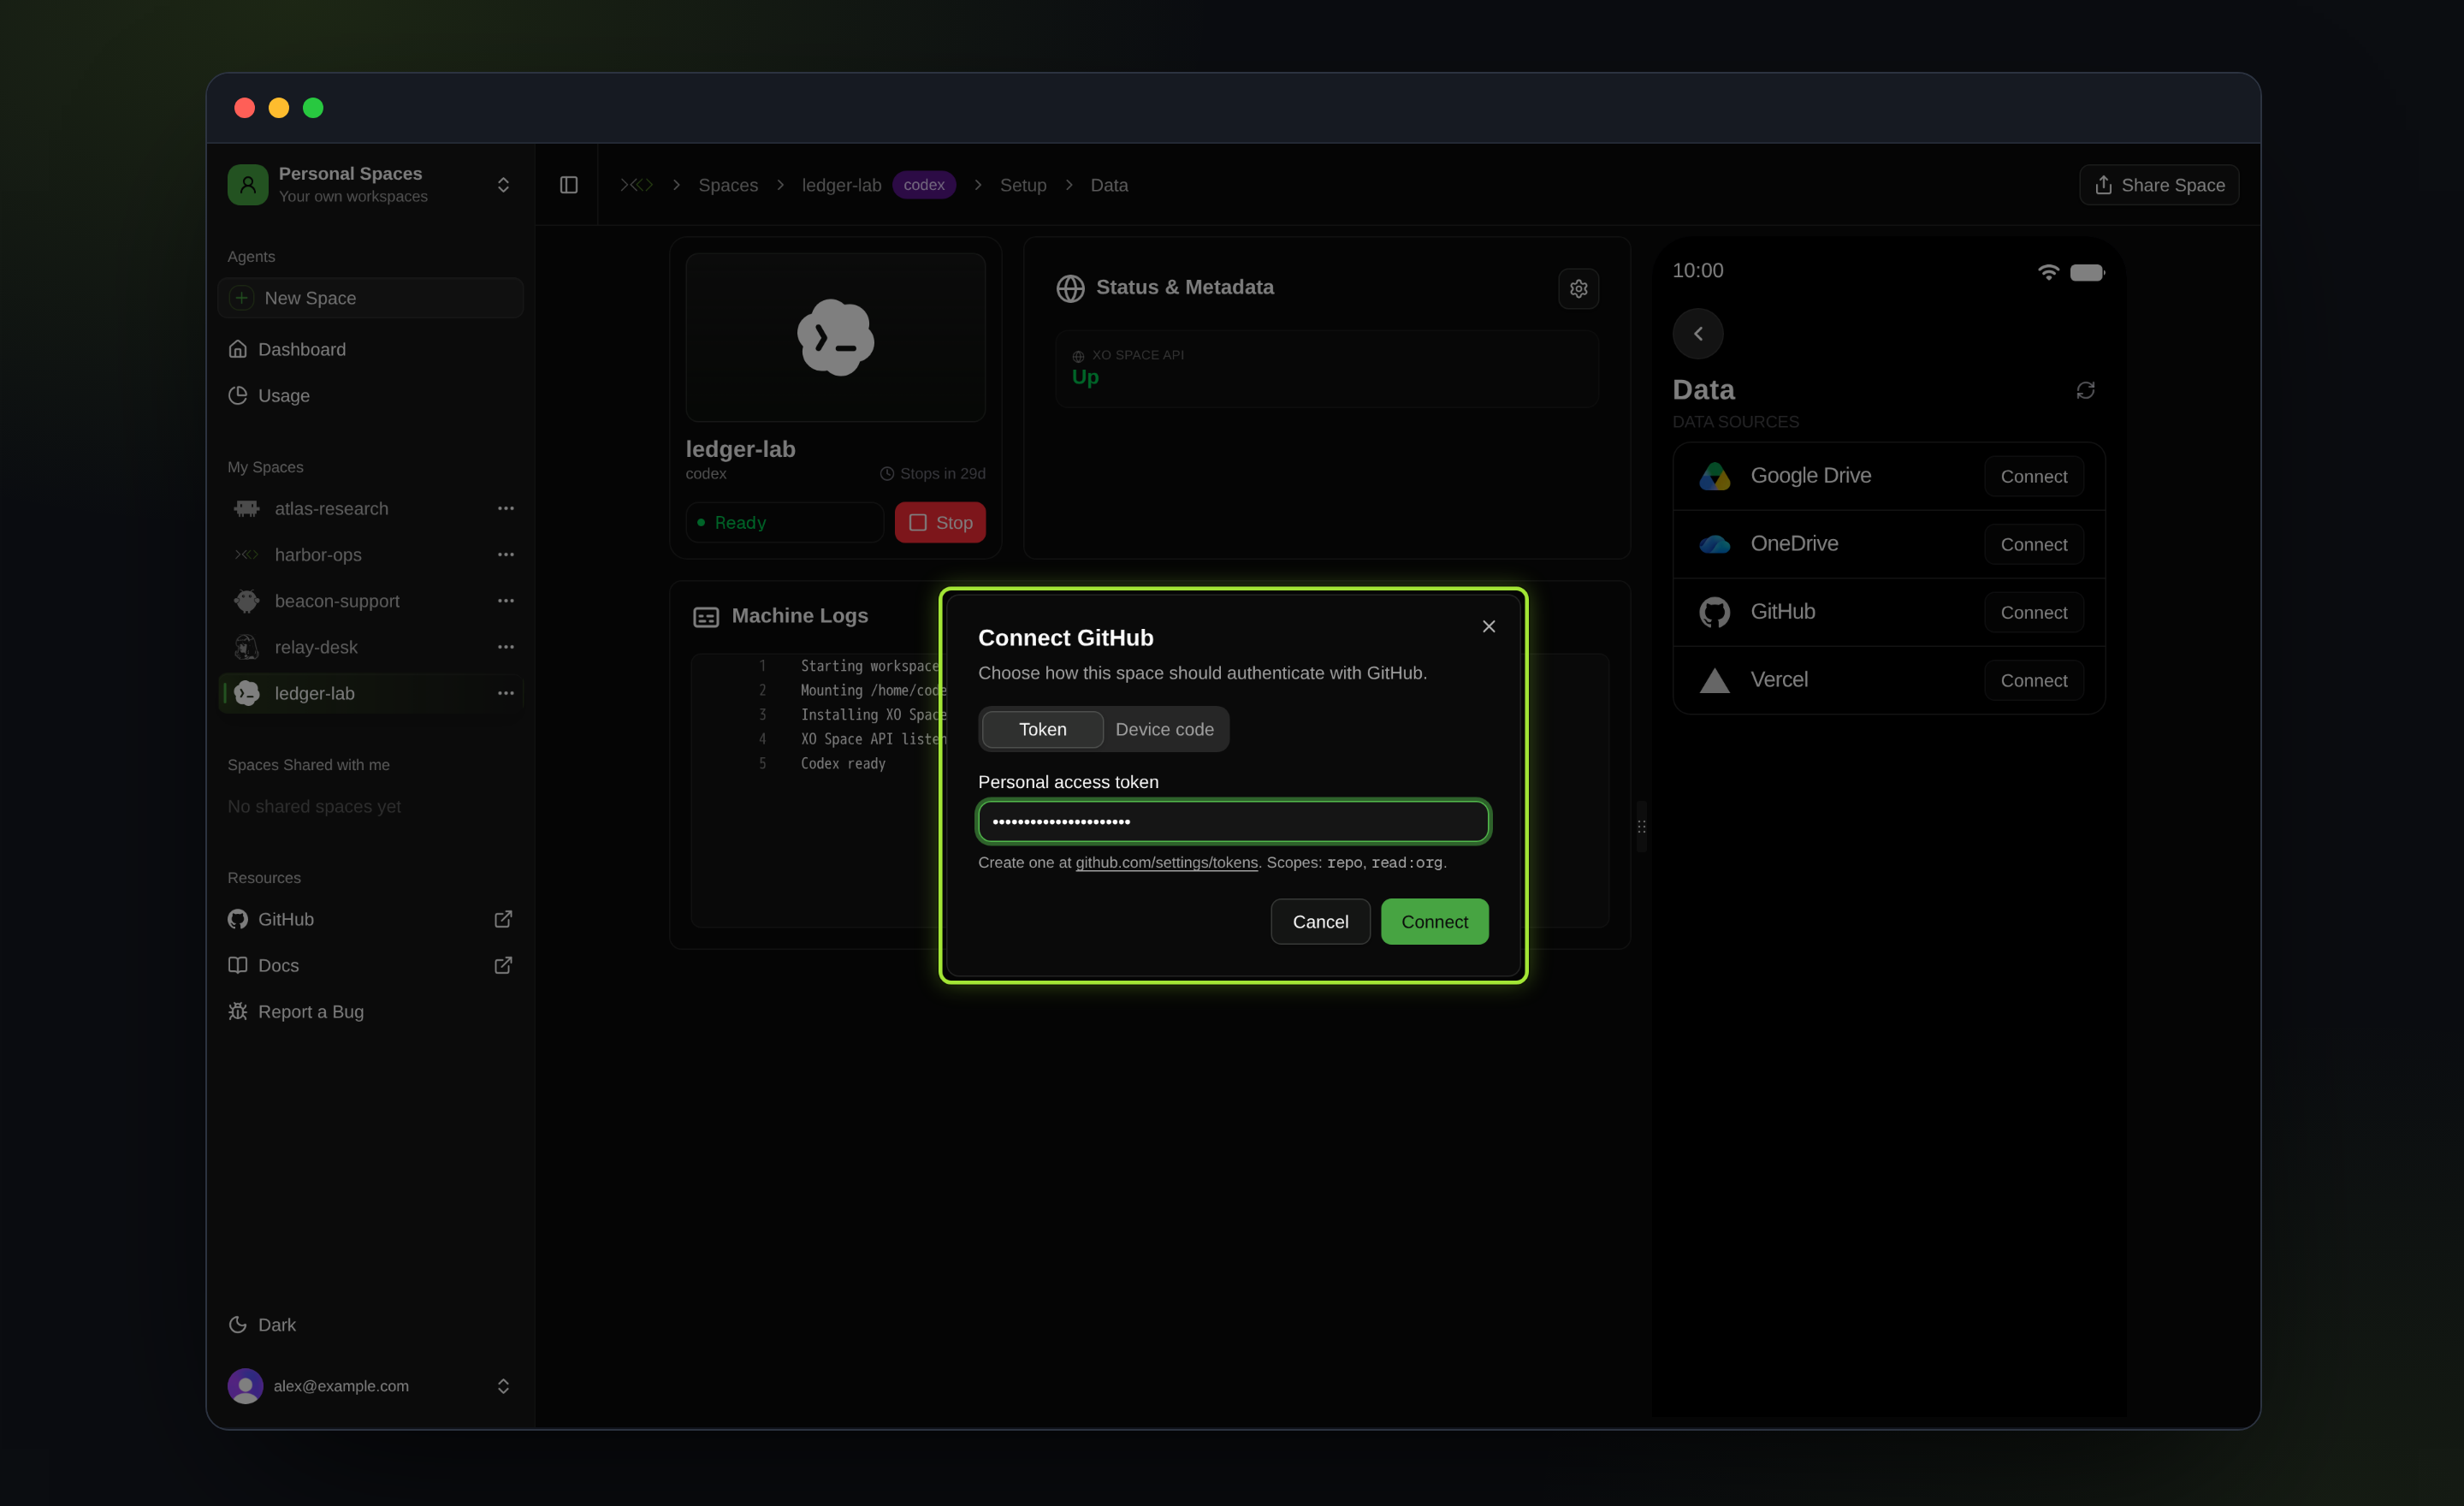 Personal Spaces
Your own workspaces
Agents
New Space
Dashboard
Usage
My Spaces
atlas-research
harbor-ops
beacon-support
relay-desk
ledger-lab
Spaces Shared with me
No shared spaces yet
Resources
GitHub
Docs
Report a Bug
Dark
alex@example.com
Spaces
ledger-lab codex
Setup
Data
Share Space
ledger-lab
codex
Stops in 29d
Ready
Stop
Status & Metadata
XO SPACE API
Up
Machine Logs
1 Starting workspace
2 Mounting /home/code
3 Installing XO Space
4 XO Space API listen
5 Codex ready
Connect GitHub
Choose how this space should authenticate with GitHub.
Token
Device code
Personal access token
Create one at github.com/settings/tokens. Scopes: repo, read:org.
Cancel
Connect
10:00
Data
DATA SOURCES
Google Drive
Connect
OneDrive
Connect
GitHub
Connect
Vercel
Connect